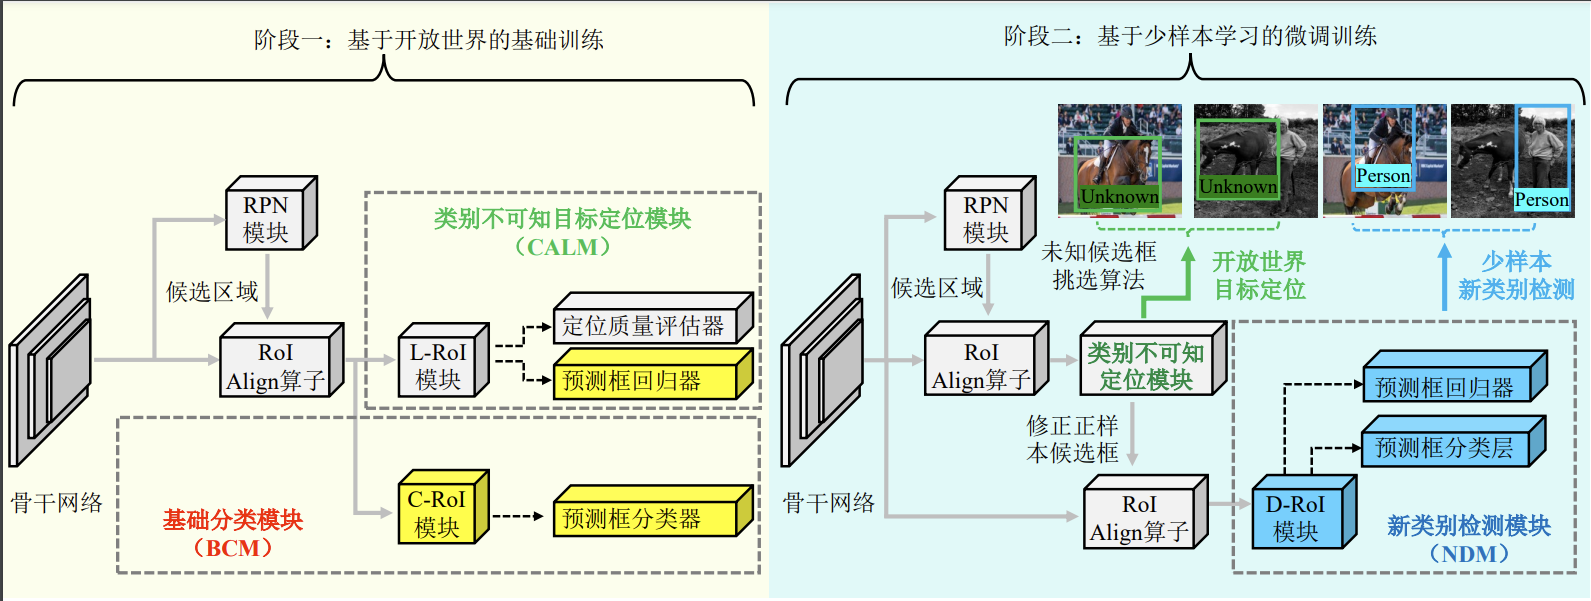 阶段一：基于开放世界的基础训练
RPN
模块
候选区域
类别不可知目标定位模块
（CALM）
RoI
Align算子
L-RoI
模块
定位质量评估器
预测框回归器
骨干网络
基础分类模块
（BCM）
C-RoI
模块
预测框分类器
阶段二：基于少样本学习的微调训练
Unknown
Unknown
Person
Person
RPN
模块
未知候选框
挑选算法
开放世界
目标定位
少样本
新类别检测
候选区域
RoI
Align算子
类别不可知
定位模块
修正正样
本候选框
预测框回归器
预测框分类层
骨干网络
RoI
Align算子
D-RoI
模块
新类别检测模块
（NDM）